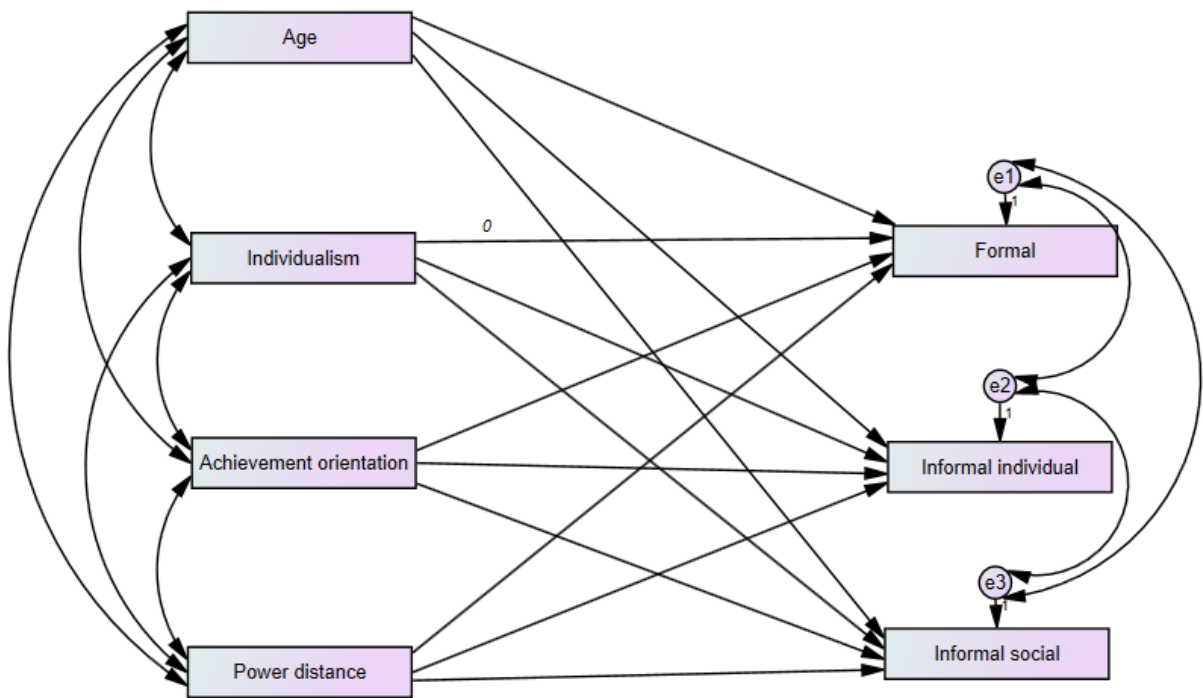 Age
e1
1
0
Individualism
Formal
e2
1
Achievement orientation
Informal individual
e3
1
Power distance
Informal social